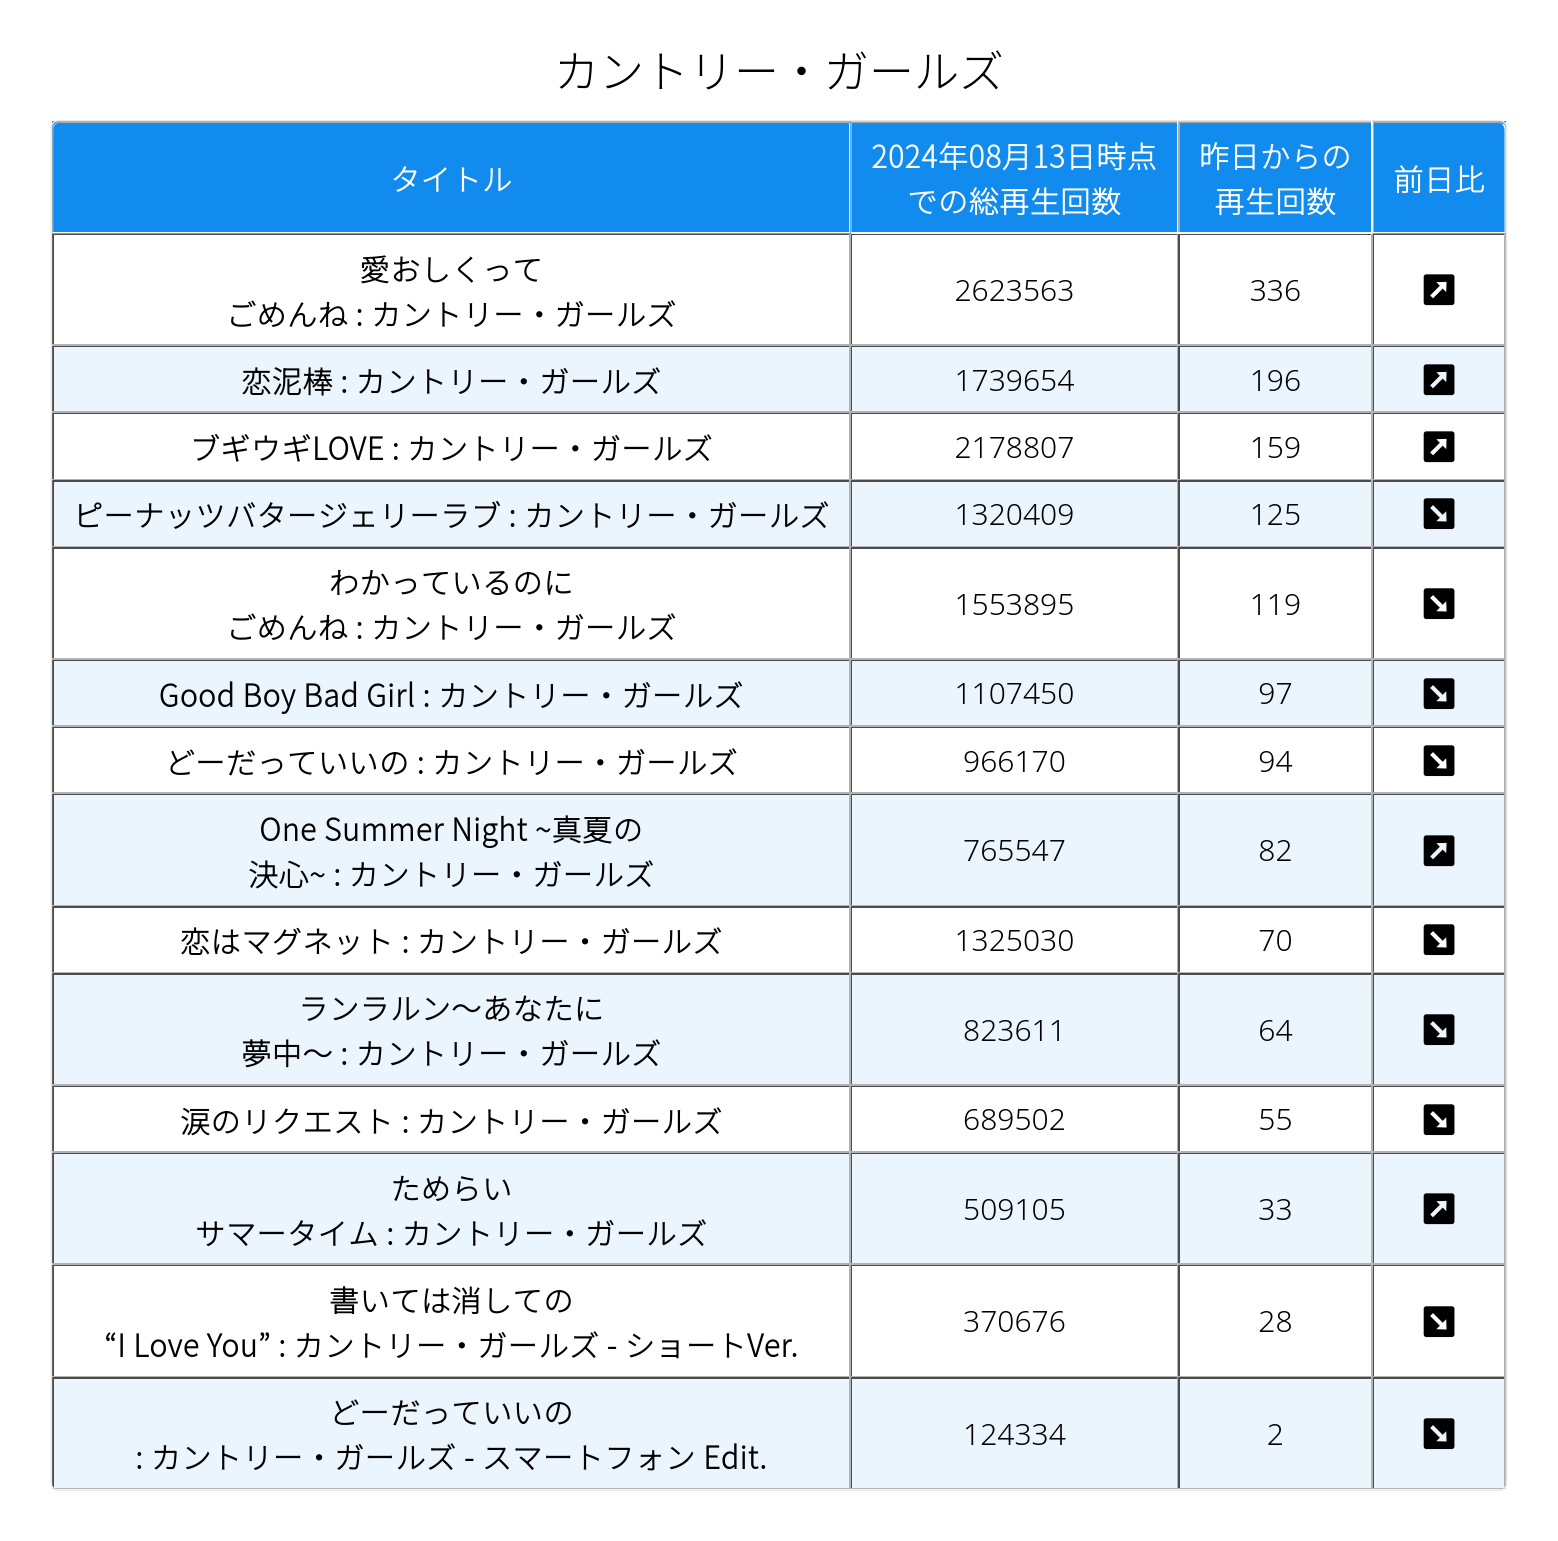 カントリー・ガールズ
タイトル
2024年08月13日時点
での総再生回数
昨日からの
再生回数
前日比
愛おしくって
ごめんね : カントリー・ガールズ
2623563
336
恋泥棒 : カントリー・ガールズ
1739654
196
ブギウギLOVE : カントリー・ガールズ
2178807
159
ピーナッツバタージェリーラブ : カントリー・ガールズ
1320409
125
わかっているのに
ごめんね : カントリー・ガールズ
1553895
119
Good Boy Bad Girl : カントリー・ガールズ
1107450
97
どーだっていいの : カントリー・ガールズ
966170
94
One Summer Night ~真夏の
決心~ : カントリー・ガールズ
765547
82
恋はマグネット : カントリー・ガールズ
1325030
70
ランラルン～あなたに
夢中～ : カントリー・ガールズ
823611
64
涙のリクエスト : カントリー・ガールズ
689502
55
ためらい
サマータイム : カントリー・ガールズ
509105
33
書いては消しての
“I Love You” : カントリー・ガールズ - ショートVer.
370676
28
どーだっていいの
: カントリー・ガールズ - スマートフォン Edit.
124334
2